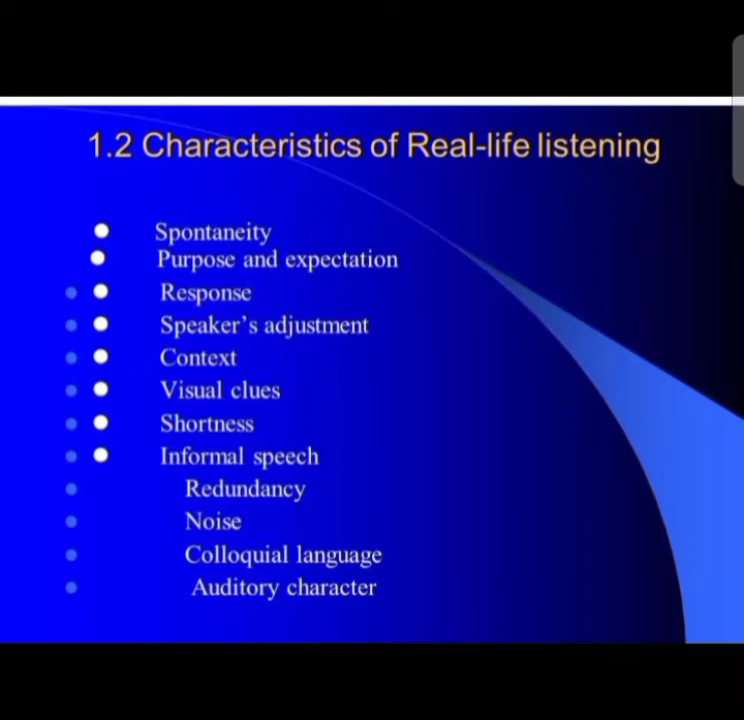 1.2 Characteristics of Real-life listening
Spontaneity
Purpose and expectation
Response
Speaker's adjustment
Context
Visual clues
Shortness
Informal speech
Redundancy
Noise
Colloquial language
Auditory character